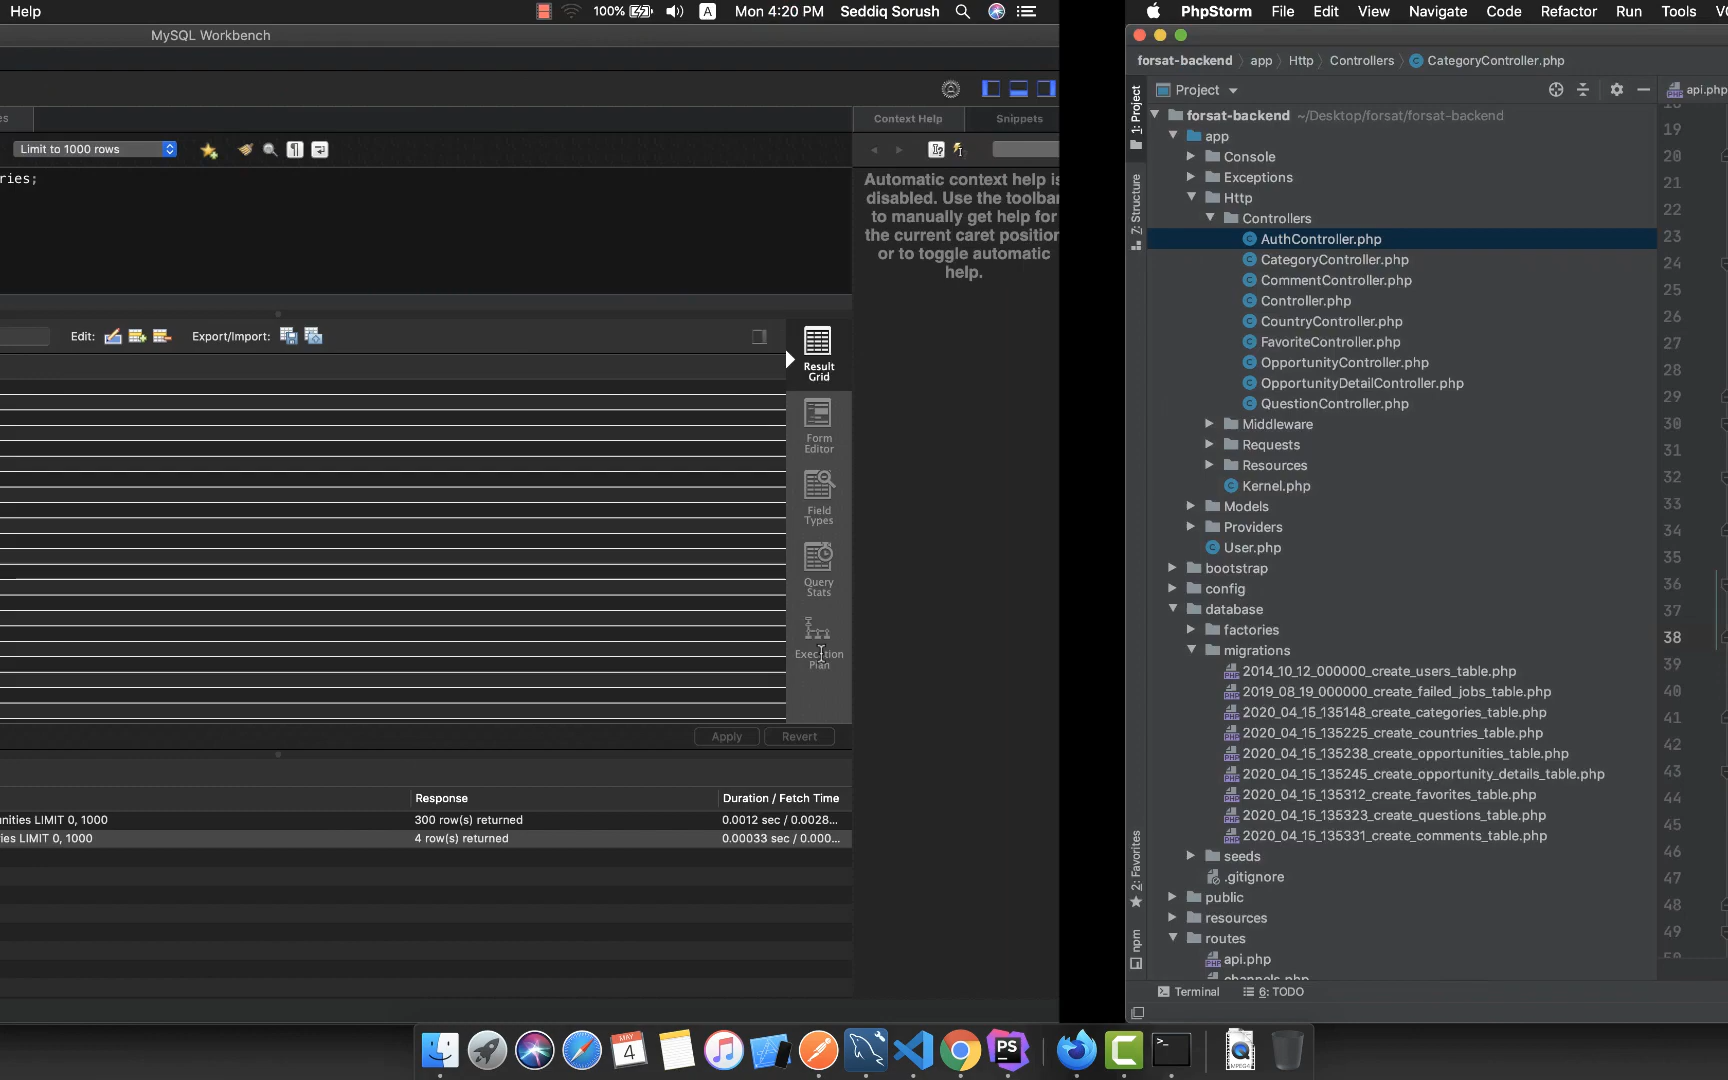 Help
100%
A
Mon 4:20 PM
Seddiq Sorush
MySQL Workbench
es
Context Help
Snippets
Limit to 1000 rows
ries;
Automatic context help is
disabled. Use the toolbar
to manually get help for
the current caret position
or to toggle automatic
help.
Edit:
Export/Import:
Result
Grid
Form
Editor
Field
Types
Query
Stats
Execution
Plan
Apply
Revert
Response
Duration / Fetch Time
nities LIMIT 0, 1000
300 row(s) returned
0.0012 sec / 0.0028...
ies LIMIT 0, 1000
4 row(s) returned
0.00033 sec / 0.000...
PhpStorm
File
Edit
View
Navigate
Code
Refactor
Run
Tools
forsat-backend
app
Http
Controllers
CategoryController.php
1: Project
7: Structure
2: Favorites
npm
Project
api.php
forsat-backend ~/Desktop/forsat/forsat-backend
app
Console
Exceptions
Http
Controllers
AuthController.php
CategoryController.php
CommentController.php
Controller.php
CountryController.php
FavoriteController.php
OpportunityController.php
OpportunityDetailController.php
QuestionController.php
Middleware
Requests
Resources
Kernel.php
Models
Providers
User.php
bootstrap
config
database
factories
migrations
2014_10_12_000000_create_users_table.php
2019_08_19_000000_create_failed_jobs_table.php
2020_04_15_135148_create_categories_table.php
2020_04_15_135225_create_countries_table.php
2020_04_15_135238_create_opportunities_table.php
2020_04_15_135245_create_opportunity_details_table.php
2020_04_15_135312_create_favorites_table.php
2020_04_15_135323_create_questions_table.php
2020_04_15_135331_create_comments_table.php
seeds
.gitignore
public
resources
routes
api.php
channels.php
19
20
21
22
23
24
25
26
27
28
29
30
31
32
33
34
35
36
37
38
39
40
41
42
43
44
45
46
47
48
49
Terminal
6: TODO
MAY
4
PS